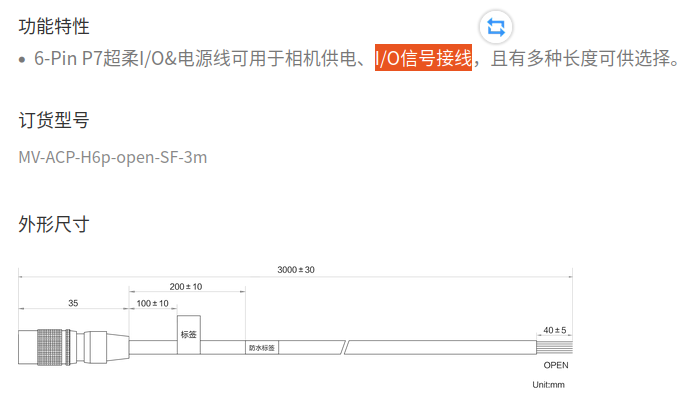 功能特性
6-Pin P7超柔I/O&电源线可用于相机供电、I/O信号接线，且有多种长度可供选择。
订货型号
MV-ACP-H6p-open-SF-3m
外形尺寸
3000±30
200±10
35
100±10
标签
防水标签
40±5
OPEN
Unit:mm